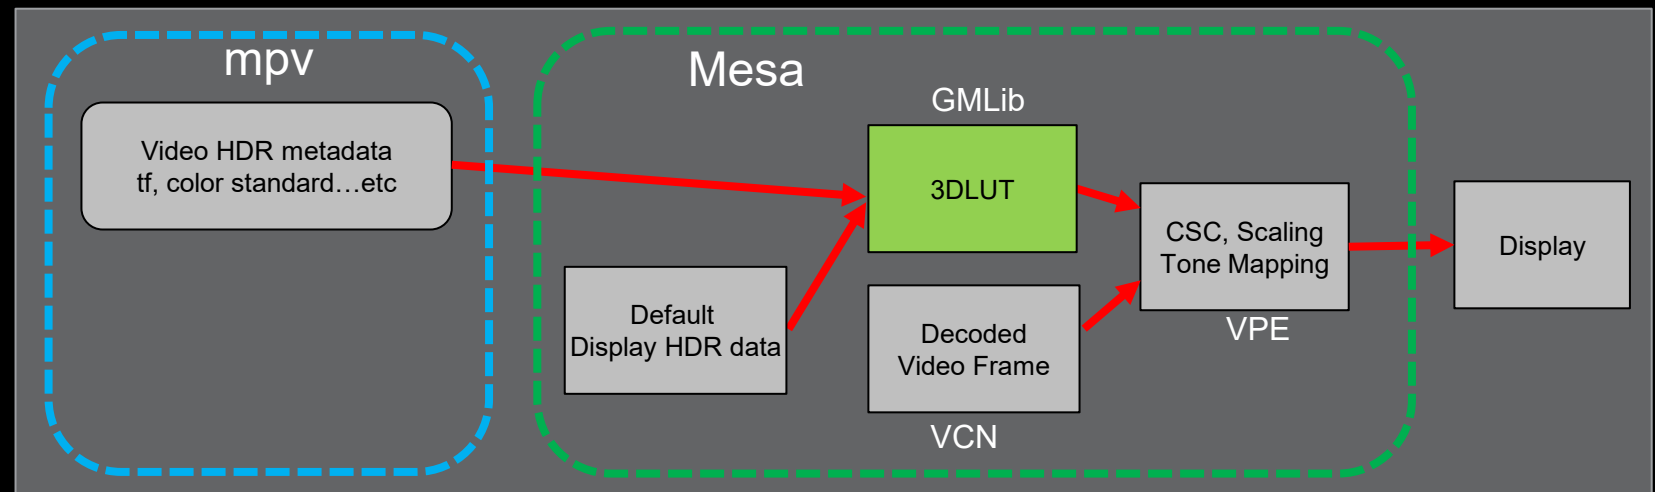 mpv
Video HDR metadata
tf, color standard…etc
Mesa
GMLib
3DLUT
Default
Display HDR data
Decoded
Video Frame
VCN
CSC, Scaling
Tone Mapping
VPE
Display